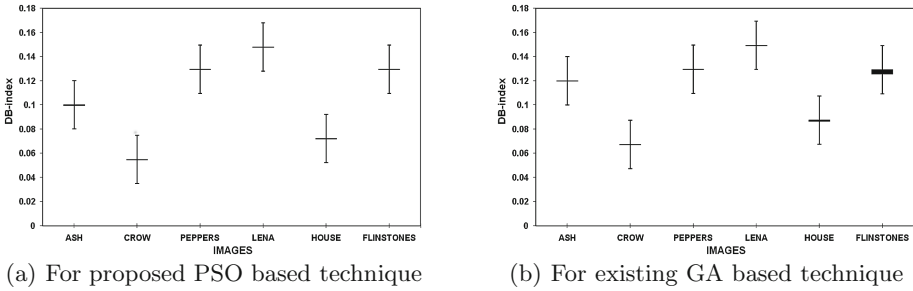 0.18
0.16
0.14
0.12
0.1
0.08
0.06
0.04
0.02
0
DB-index
ASH CROW PEPPERS LENA HOUSE FLINSTONES
IMAGES
(a) For proposed PSO based technique
0.18
0.16
0.14
0.12
0.1
0.08
0.06
0.04
0.02
0
DB-index
ASH CROW PEPPERS LENA HOUSE FLINSTONES
IMAGES
(b) For existing GA based technique